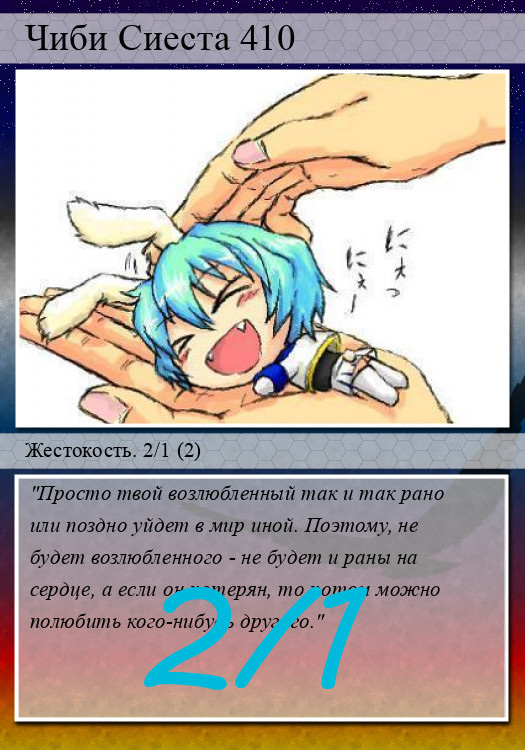 Чиби Сиеста 410
にぇっ
にぇー
Жестокость. 2/1 (2)
"Просто твой возлюбленный так и так рано
или поздно уйдет в мир иной. Поэтому, не
будет возлюбленного - не будет и раны на
сердце, а если он потерян, то потом можно
полюбить кого-нибудь другого."
2/1